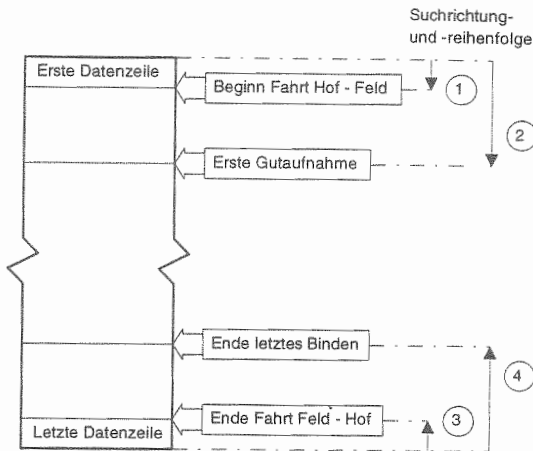 Suchrichtung-
und -reihenfolge
Erste Datenzeile
Beginn Fahrt Hof - Feld
1
2
Erste Gutaufnahme
Ende letztes Binden
4
Ende Fahrt Feld - Hof
3
Letzte Datenzeile